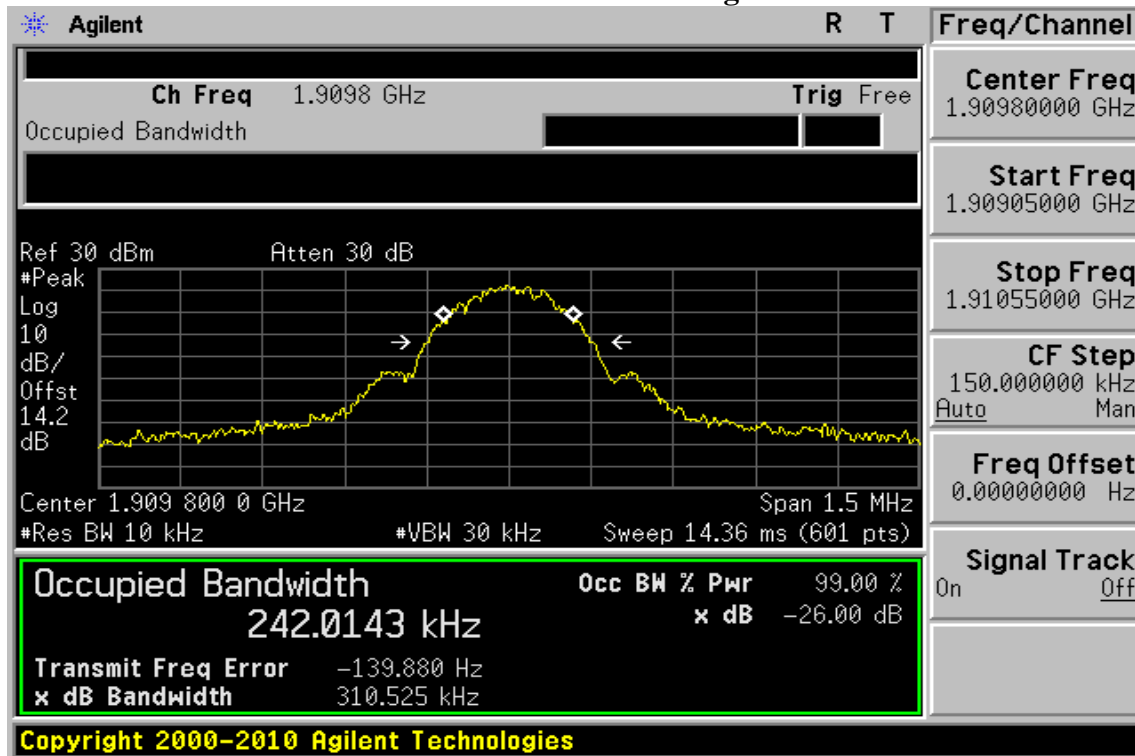 Agilent R T
Freq/Channel
Ch Freq 1.9098 GHz Trig Free
Occupied Bandwidth
Center Freq
1.90980000 GHz
Start Freq
1.90905000 GHz
Stop Freq
1.91055000 GHz
CF Step
150.000000 kHz
Auto Man
Freq Offset
0.00000000 Hz
Signal Track
On Off
Ref 30 dBm Atten 30 dB
#Peak
Log
10
dB/
Offst
14.2
dB
Center 1.909 800 0 GHz Span 1.5 MHz
#Res BW 10 kHz #VBW 30 kHz Sweep 14.36 ms (601 pts)
Occupied Bandwidth Occ BW % Pwr 99.00 %
242.0143 kHz x dB -26.00 dB
Transmit Freq Error -139.880 Hz
x dB Bandwidth 310.525 kHz
Copyright 2000-2010 Agilent Technologies